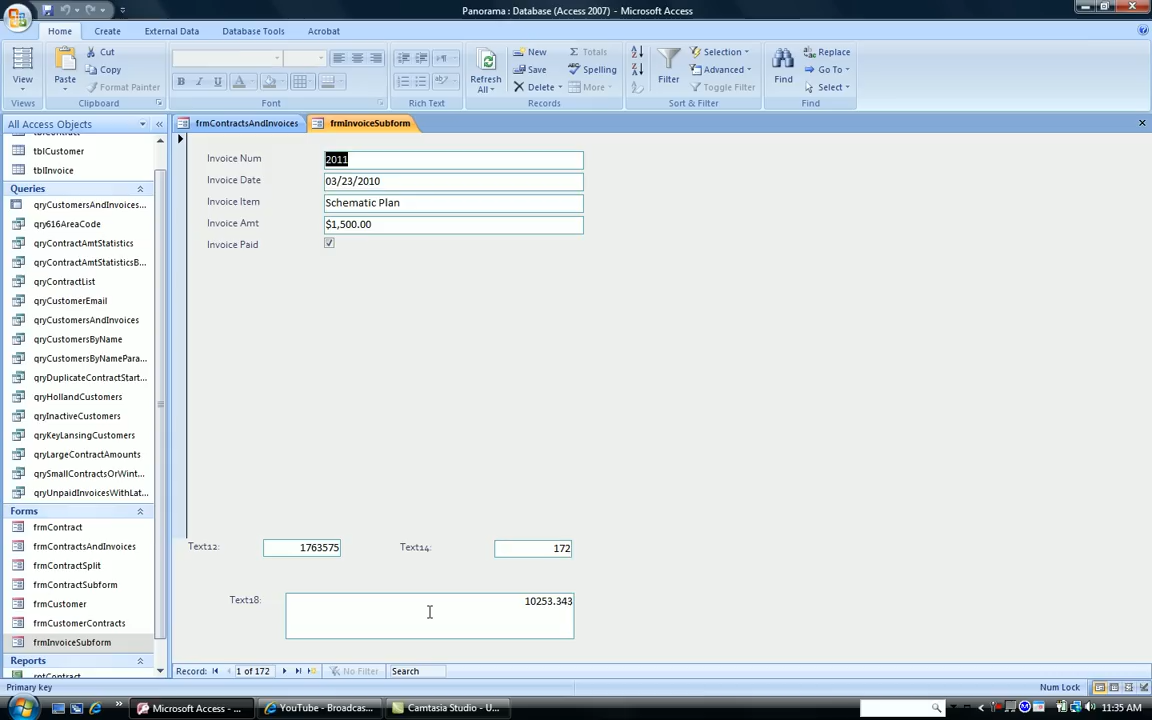 Panorama : Database (Access 2007) - Microsoft Access
Home Create External Data Database Tools Acrobat
View
Views
Paste
Cut
Copy
Format Painter
Clipboard
B I U
Font
Rich Text
Refresh All
New
Save
Delete
Totals
Spelling
More
Records
Filter
Selection
Advanced
Toggle Filter
Sort & Filter
Find
Replace
Go To
Select
Find
All Access Objects
frmContractsAndInvoices
frmInvoiceSubform
tblContract
tblCustomer
tblInvoice
Queries
qryCustomersAndInvoices...
qry616AreaCode
qryContractAmtStatistics
qryContractAmtStatisticsB...
qryContractList
qryCustomerEmail
qryCustomersAndInvoices
qryCustomersByName
qryCustomersByNamePara...
qryDuplicateContractStart...
qryHollandCustomers
qryInactiveCustomers
qryKeyLansingCustomers
qryLargeContractAmounts
qrySmallContractsOrWint...
qryUnpaidInvoicesWithLat...
Forms
frmContract
frmContractsAndInvoices
frmContractsSplit
frmContractSubform
frmCustomer
frmCustomerContracts
frmInvoiceSubform
Reports
rptContract
Invoice Num 2011
Invoice Date 03/23/2010
Invoice Item Schematic Plan
Invoice Amt $1,500.00
Invoice Paid
Text12: 1763575 Text14: 172
Text18: 10253.343
Record: 1 of 172 No Filter Search
Primary key Num Lock
Microsoft Access - ... YouTube - Broadcas... Camtasia Studio - U... 11:35 AM